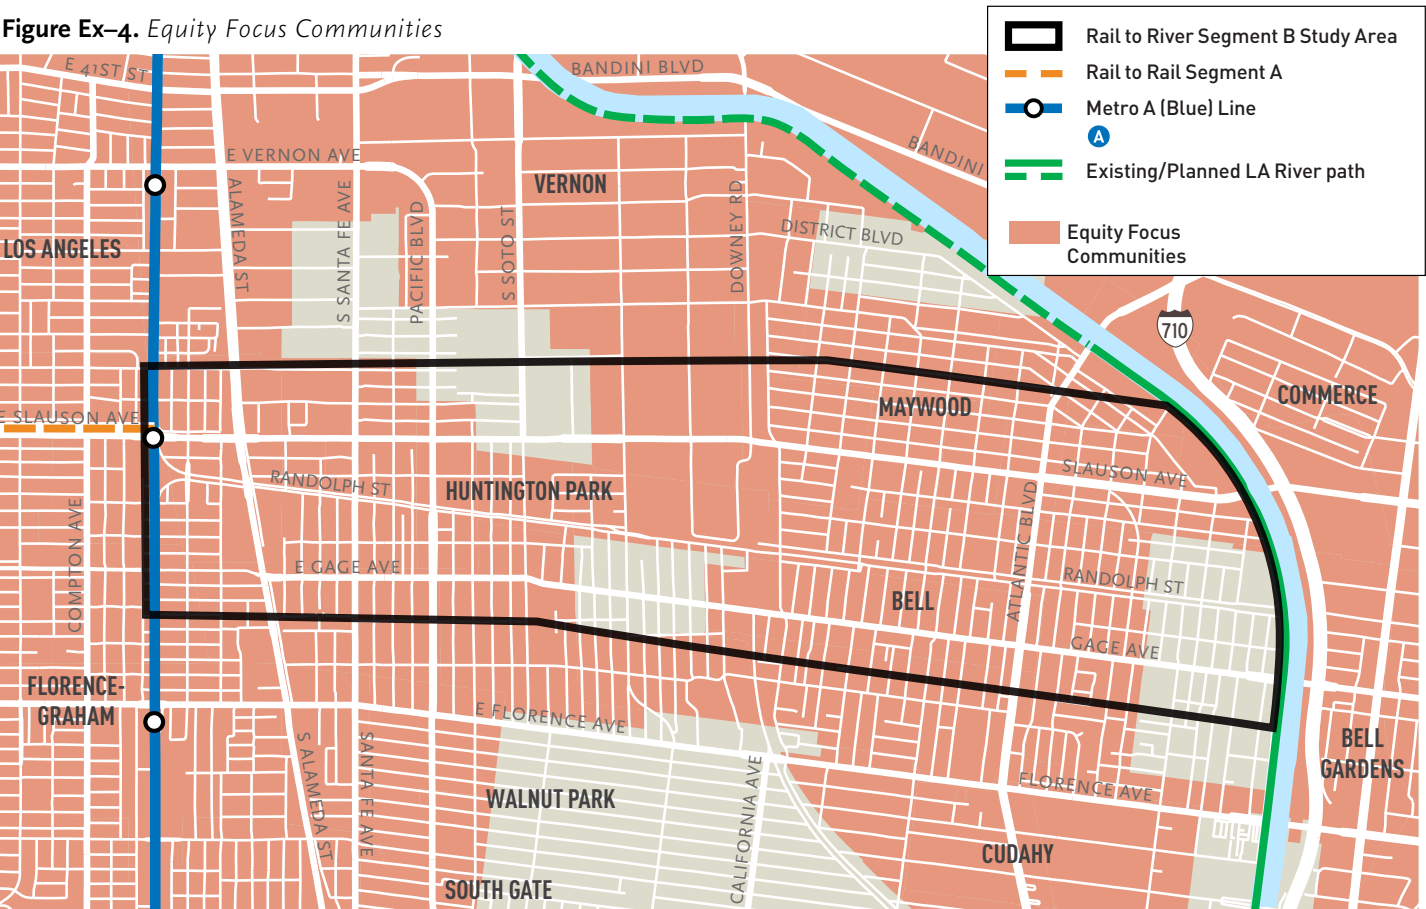 Figure Ex–4. Equity Focus Communities
Rail to River Segment B Study Area
Rail to Rail Segment A
Metro A (Blue) Line
A
Existing/Planned LA River path
Equity Focus
Communities
E 41ST ST
BANDINI BLVD
BANDINI
E VERNON AVE
VERNON
ALAMEDA ST
S SANTA FE AVE
PACIFIC BLVD
S SOTO ST
DOWNEY RD
DISTRICT BLVD
LOS ANGELES
710
COMMERCE
MAYWOOD
E SLAUSON AVE
SLAUSON AVE
RANDOLPH ST
HUNTINGTON PARK
COMPTON AVE
ATLANTIC BLVD
E GAGE AVE
RANDOLPH ST
BELL
GAGE AVE
FLORENCE-
GRAHAM
E FLORENCE AVE
S ALAMEDA ST
SANTA FE AVE
BELL
GARDENS
WALNUT PARK
CALIFORNIA AVE
FLORENCE AVE
CUDAHY
SOUTH GATE